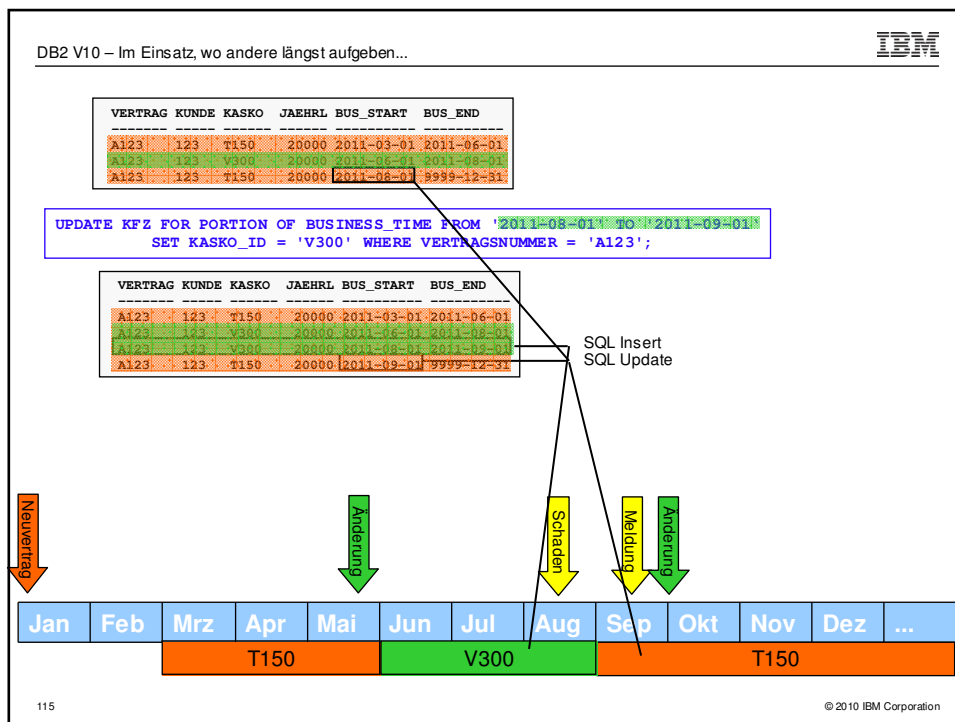 DB2 V10 – Im Einsatz, wo andere längst aufgeben...
IBM
VERTRAG KUNDE KASKO JAEHRL BUS_START BUS_END
------- ----- ------ ------ ---------- ----------
A123 123 T150 20000 2011-03-01 2011-06-01
A123 123 V300 20000 2011-06-01 2011-08-01
A123 123 T150 20000 2011-08-01 9999-12-31
UPDATE KFZ FOR PORTION OF BUSINESS_TIME FROM '2011-08-01' TO '2011-09-01'
SET KASKO_ID = 'V300' WHERE VERTRAGSNUMMER = 'A123';
VERTRAG KUNDE KASKO JAEHRL BUS_START BUS_END
------- ----- ------ ------ ---------- ----------
A123 123 T150 20000 2011-03-01 2011-06-01
A123 123 V300 20000 2011-06-01 2011-08-01
A123 123 V300 20000 2011-08-01 2011-09-01
A123 123 T150 20000 2011-09-01 9999-12-31
SQL Insert
SQL Update
Neuvertrag
Änderung
Schaden
Meldung
Änderung
Jan Feb Mrz Apr Mai Jun Jul Aug Sep Okt Nov Dez ...
T150 V300 T150
115
© 2010 IBM Corporation